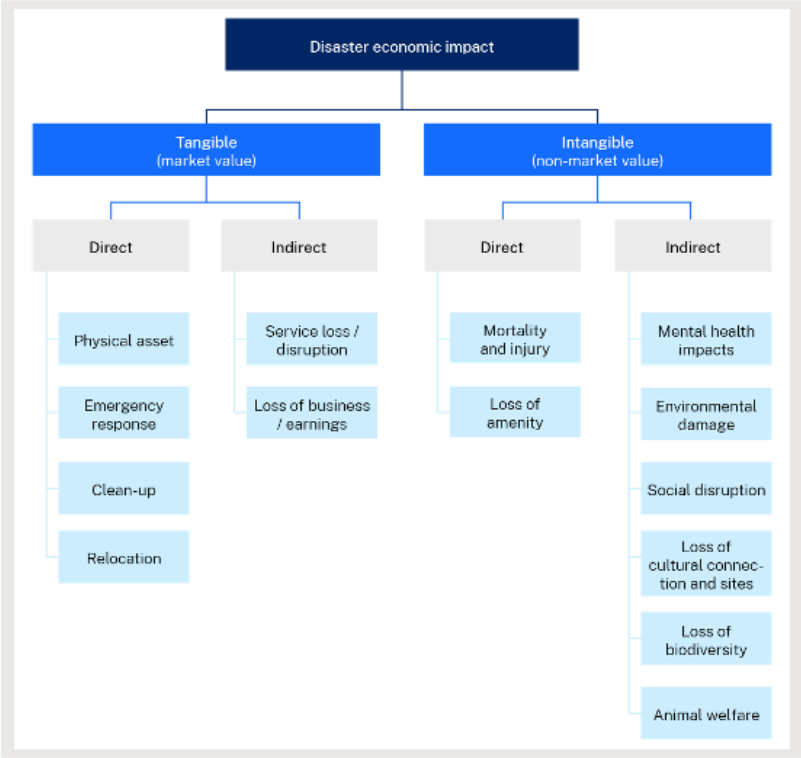 Disaster economic impact
Tangible
(market value)
Intangible
(non-market value)
Direct
Indirect
Direct
Indirect
Physical asset
Emergency
response
Clean-up
Relocation
Service loss /
disruption
Loss of business
/ earnings
Mortality
and injury
Loss of
amenity
Mental health
impacts
Environmental
damage
Social disruption
Loss of
cultural connec-
tion and sites
Loss of
biodiversity
Animal welfare